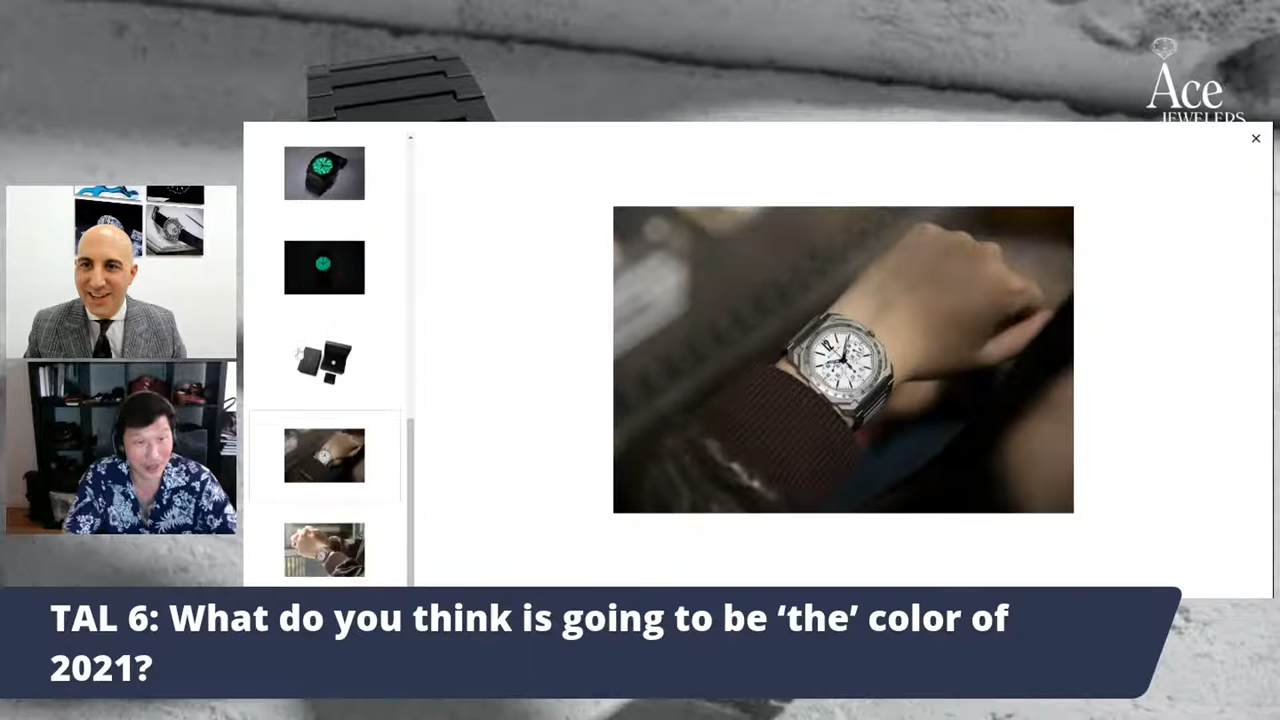 Ace
JEWELERS
TAL 6: What do you think is going to be ‘the’ color of
2021?